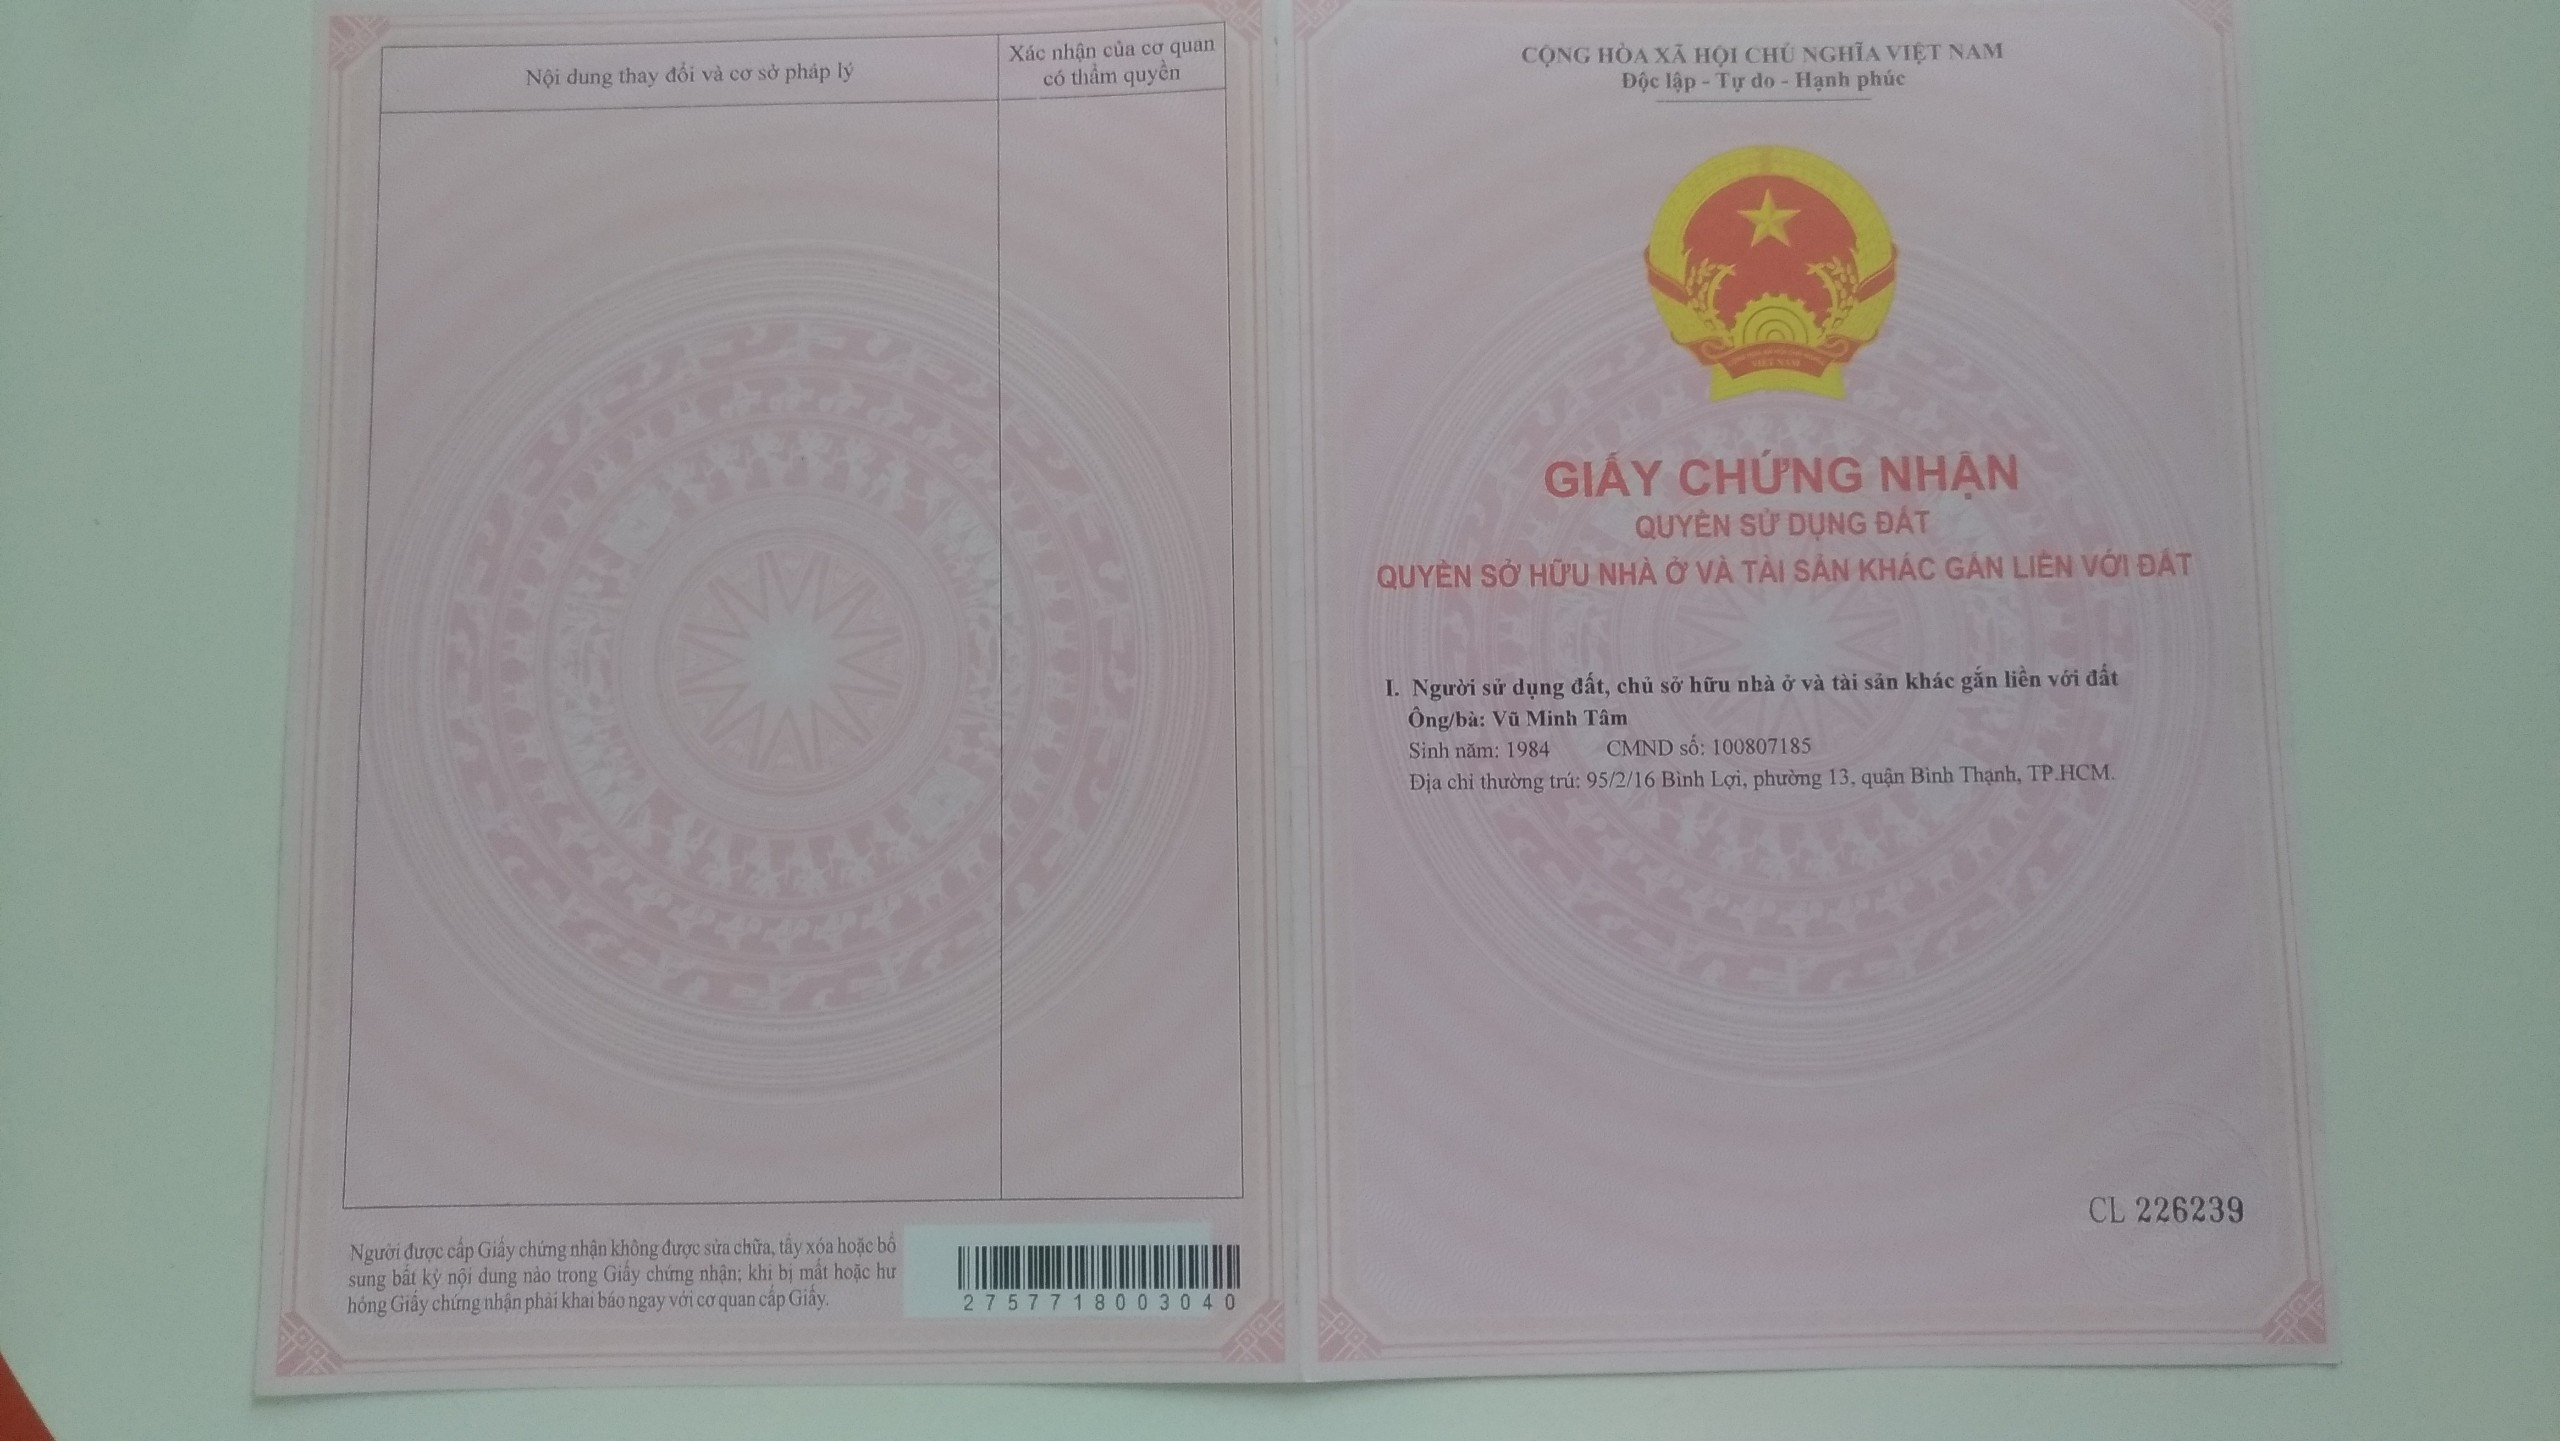 Nội dung thay đổi và cơ sở pháp lý
Xác nhận của cơ quan
có thẩm quyền
Người được cấp Giấy chứng nhận không được sửa chữa, tẩy xóa hoặc bổ
sung bất kỳ nội dung nào trong Giấy chứng nhận; khi bị mất hoặc hư
hỏng Giấy chứng nhận phải khai báo ngay với cơ quan cấp Giấy.
2757718003040
CỘNG HÒA XÃ HỘI CHỦ NGHĨA VIỆT NAM
Độc lập - Tự do - Hạnh phúc
VIỆT NAM
GIẤY CHỨNG NHẬN
QUYỀN SỬ DỤNG ĐẤT
QUYỀN SỞ HỮU NHÀ Ở VÀ TÀI SẢN KHÁC GẮN LIỀN VỚI ĐẤT
I. Người sử dụng đất, chủ sở hữu nhà ở và tài sản khác gắn liền với đất
Ông/bà: Vũ Minh Tâm
Sinh năm: 1984 CMND số: 100807185
Địa chỉ thường trú: 95/2/16 Bình Lợi, phường 13, quận Bình Thạnh, TP.HCM.
CL 226239